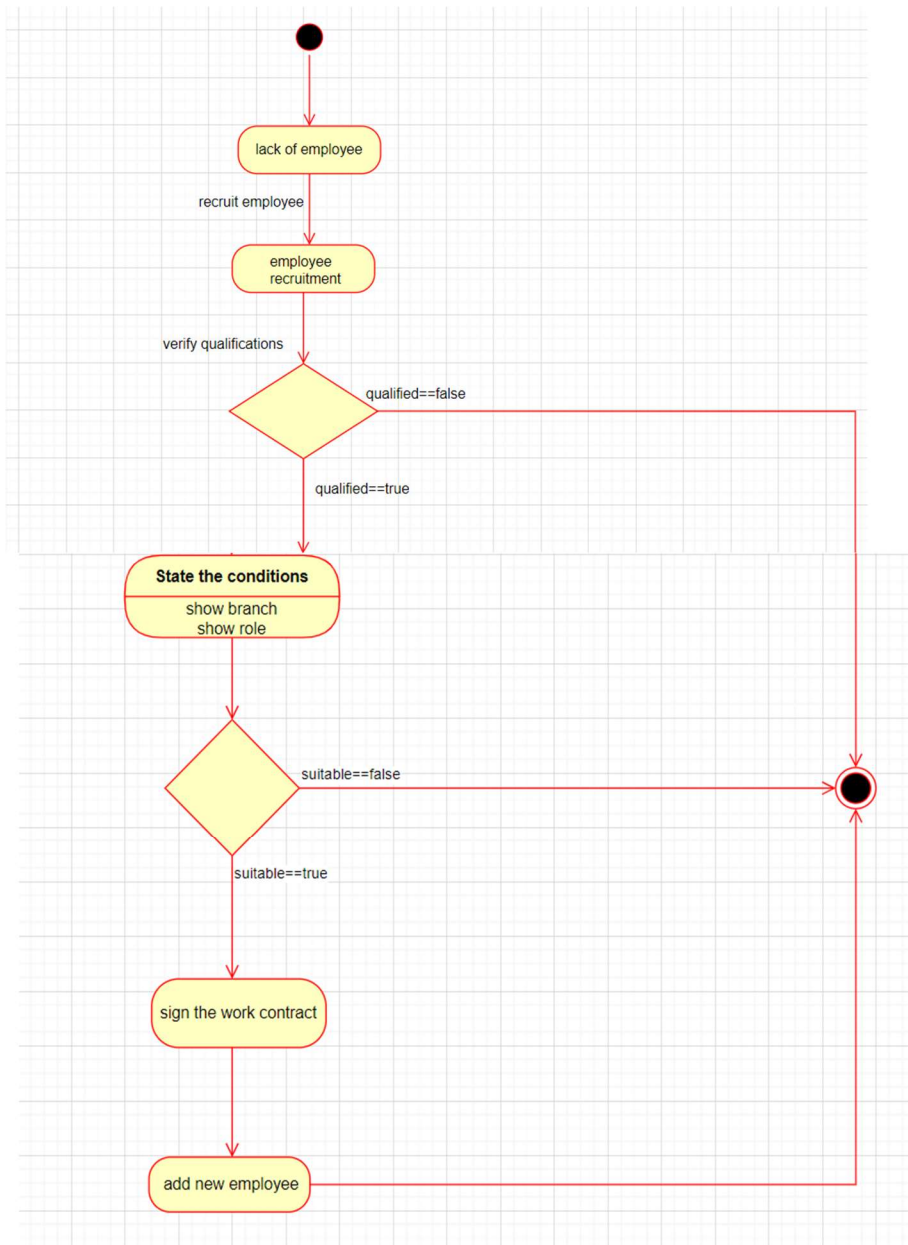 lack of employee
recruit employee
employee
recruitment
verify qualifications
qualified==false
qualified==true
State the conditions
show branch
show role
suitable==false
suitable==true
sign the work contract
add new employee